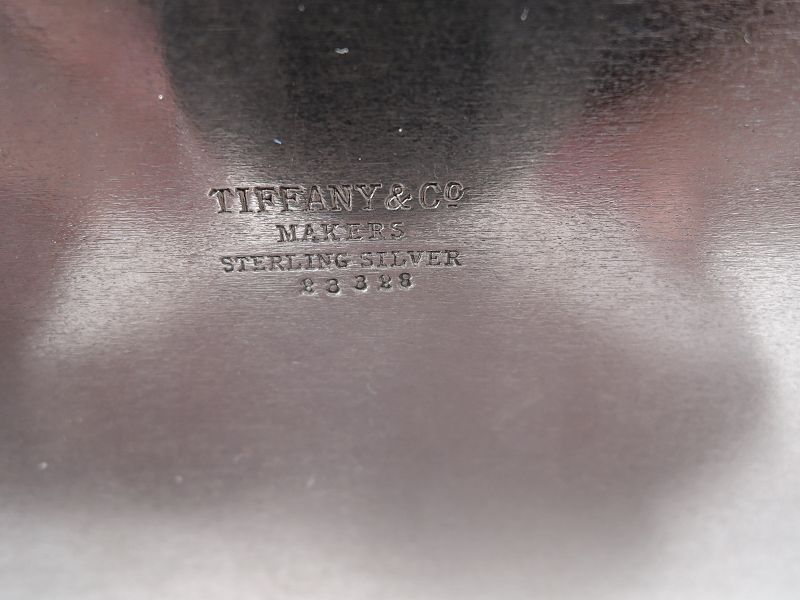 TIFFANY & Co
MAKERS
STERLING SILVER
23328